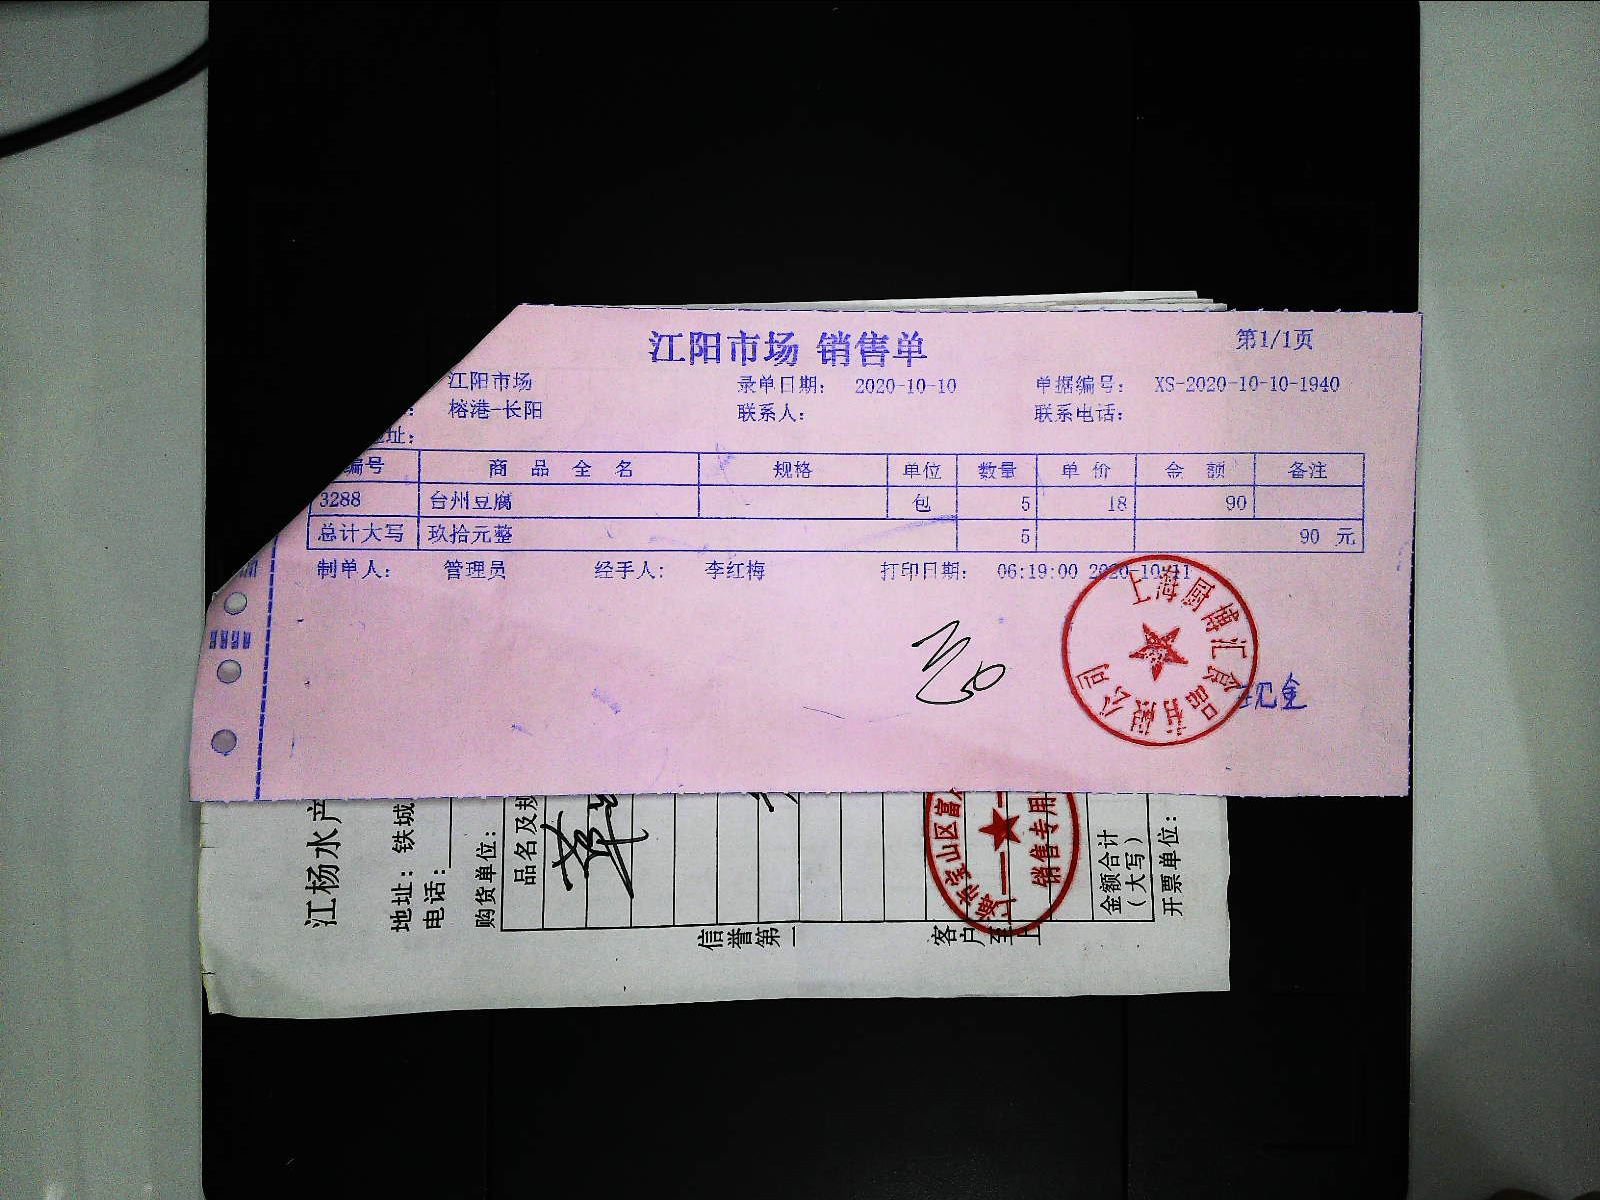 江阳市场 销售单
第1/1页
江阳市场 录单日期： 2020-10-10 单据编号： XS-2020-10-10-1940
： 榕港-长阳 联系人： 联系电话：
址：
编号 商品全名 规格 单位 数量 单价 金额 备注
3288 台州豆腐 包 5 18 90
总计大写 玖拾元整 5 90 元
制单人： 管理员 经手人： 李红梅 打印日期： 06:19:00 2020-10-11
上海厨博汇食品有限公司
现金
江杨水产
地址：铁城
电话：
购货单位：
品名及规
金额合计
（大写）
开票单位：
信誉第一
客户至上
海市宝山区富
销售专用